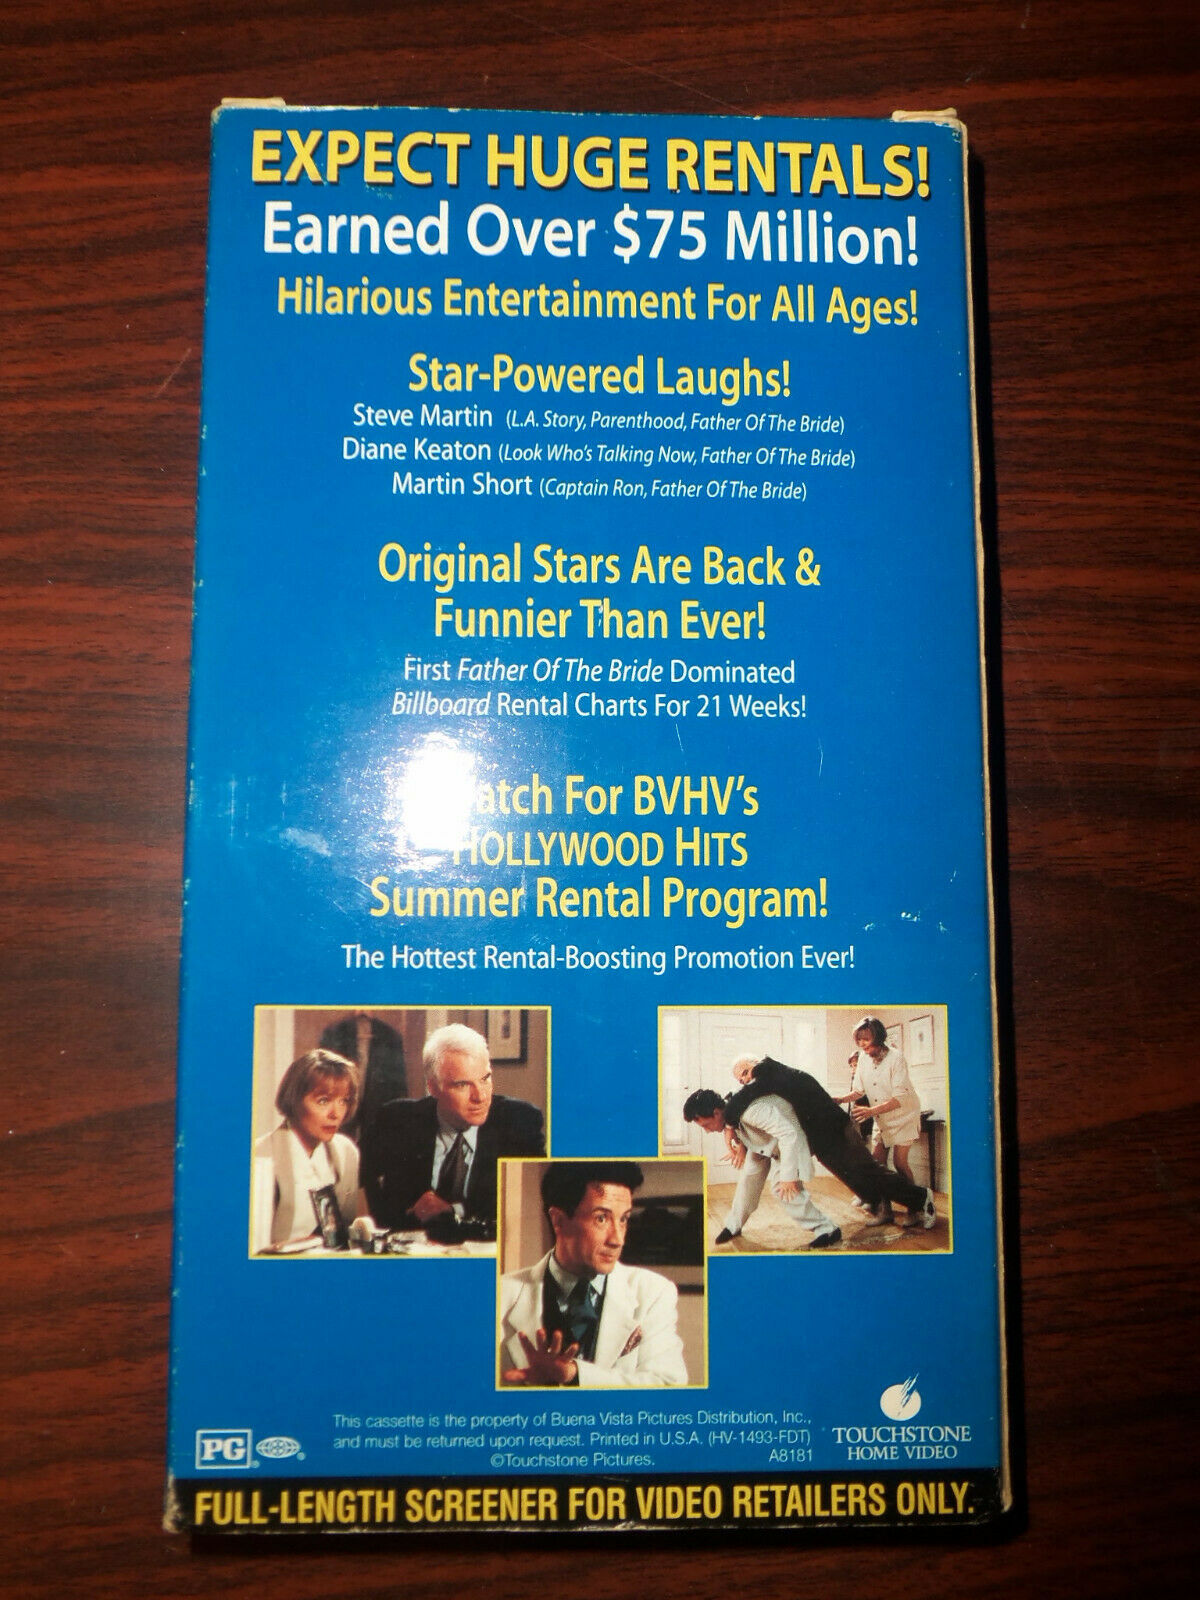 EXPECT HUGE RENTALS!
Earned Over $75 Million!
Hilarious Entertainment For All Ages!
Star-Powered Laughs!
Steve Martin (L.A. Story, Parenthood, Father Of The Bride)
Diane Keaton (Look Who's Talking Now, Father Of The Bride)
Martin Short (Captain Ron, Father Of The Bride)
Original Stars Are Back &
Funnier Than Ever!
First Father Of The Bride Dominated
Billboard Rental Charts For 21 Weeks!
Watch For BVHV's
HOLLYWOOD HITS
Summer Rental Program!
The Hottest Rental-Boosting Promotion Ever!
This cassette is the property of Buena Vista Pictures Distribution, Inc.,
and must be returned upon request. Printed in U.S.A. (HV-1493-FDT)
©Touchstone Pictures. A8181
PG
TOUCHSTONE
HOME VIDEO
FULL-LENGTH SCREENER FOR VIDEO RETAILERS ONLY.